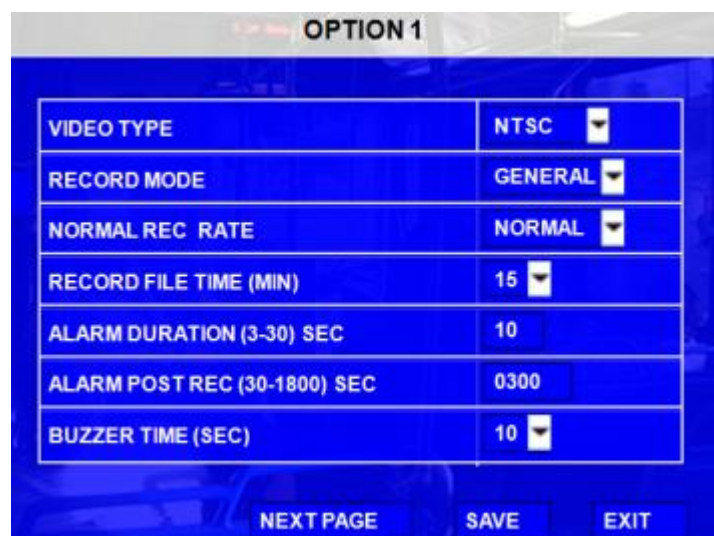 OPTION 1
VIDEO TYPE NTSC
RECORD MODE GENERAL
NORMAL REC RATE NORMAL
RECORD FILE TIME (MIN) 15
ALARM DURATION (3-30) SEC 10
ALARM POST REC (30-1800) SEC 0300
BUZZER TIME (SEC) 10
NEXT PAGE SAVE EXIT